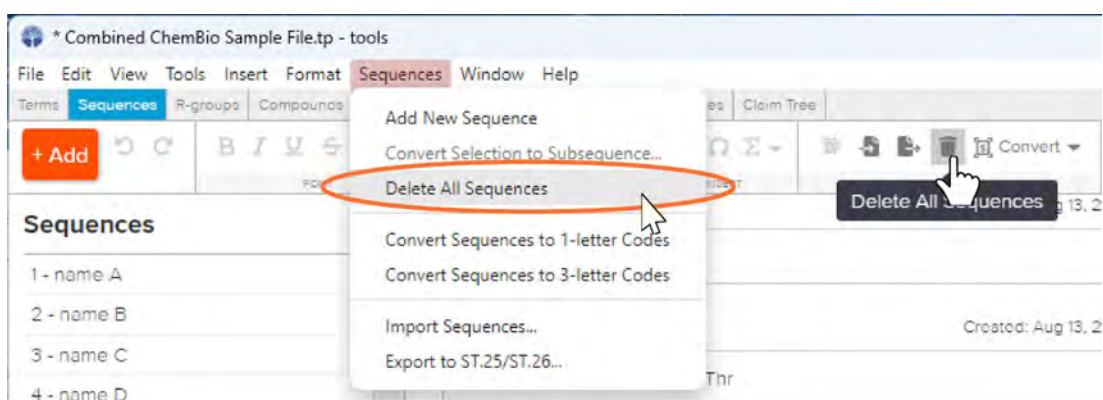 * Combined ChemBio Sample File.tp - tools
File Edit View Tools Insert Format Sequences Window Help
Terms Sequences R-groups Compounds es Claim Tree
+ Add B I U S Ω Σ Convert
Add New Sequence
Convert Selection to Subsequence...
Delete All Sequences
Delete All Sequences
g 13, 2
Sequences
Convert Sequences to 1-letter Codes
1 - name A
Convert Sequences to 3-letter Codes
2 - name B
Import Sequences...
Created: Aug 13, 2
3 - name C
Export to ST.25/ST.26...
Thr
4 - name D